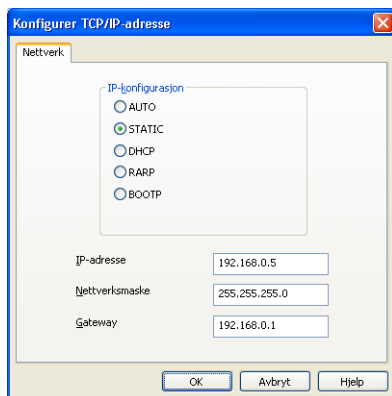 Konfigurer TCP/IP-adresse
Nettverk
IP-konfigurasjon
AUTO
STATIC
DHCP
RARP
BOOTP
IP-adresse 192.168.0.5
Nettverksmaske 255.255.255.0
Gateway 192.168.0.1
OK Avbryt Hjelp